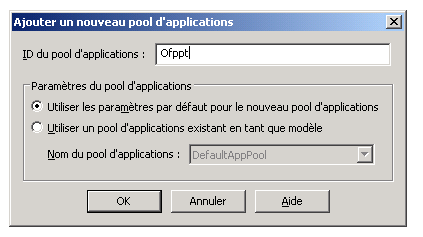 Ajouter un nouveau pool d'applications
ID du pool d'applications : Ofppt
Paramètres du pool d'applications
Utiliser les paramètres par défaut pour le nouveau pool d'applications
Utiliser un pool d'applications existant en tant que modèle
Nom du pool d'applications : DefaultAppPool
OK Annuler Aide